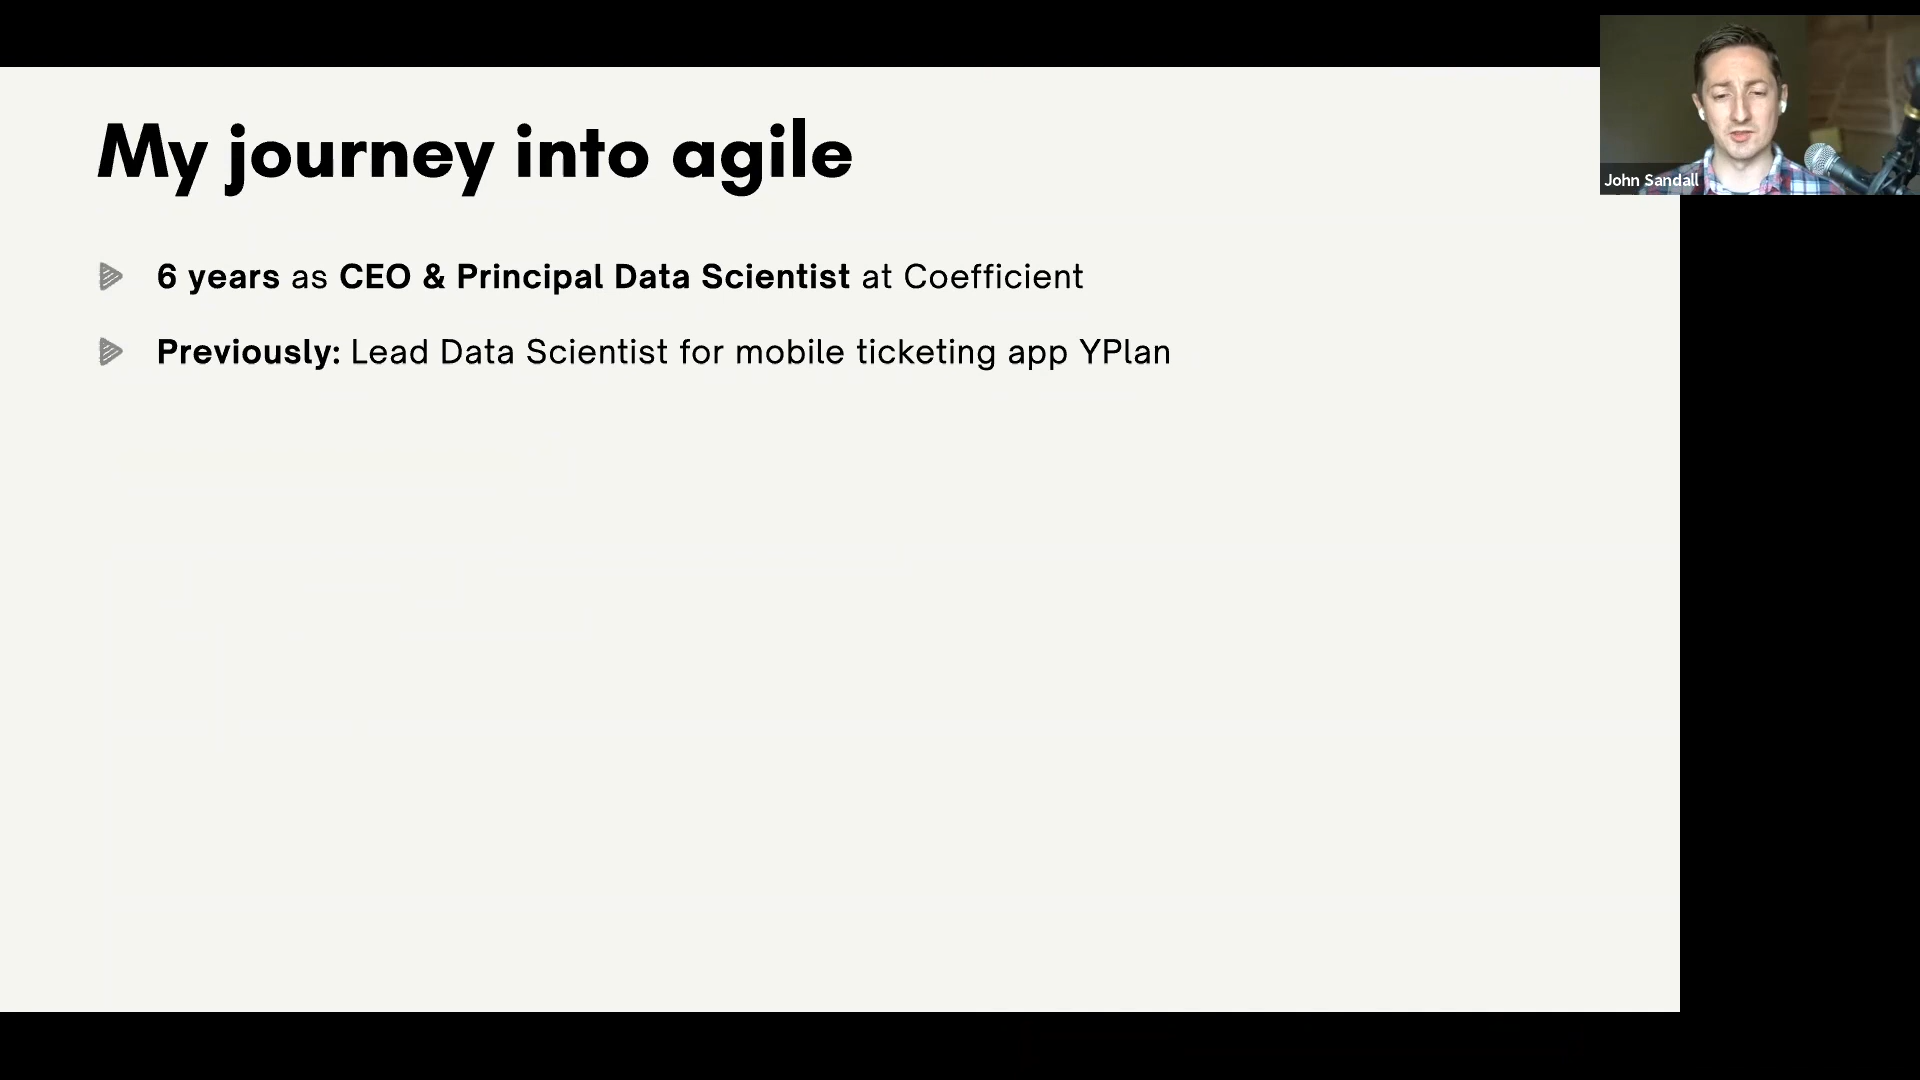 My journey into agile
6 years as CEO & Principal Data Scientist at Coefficient
Previously: Lead Data Scientist for mobile ticketing app YPlan
John Sandall